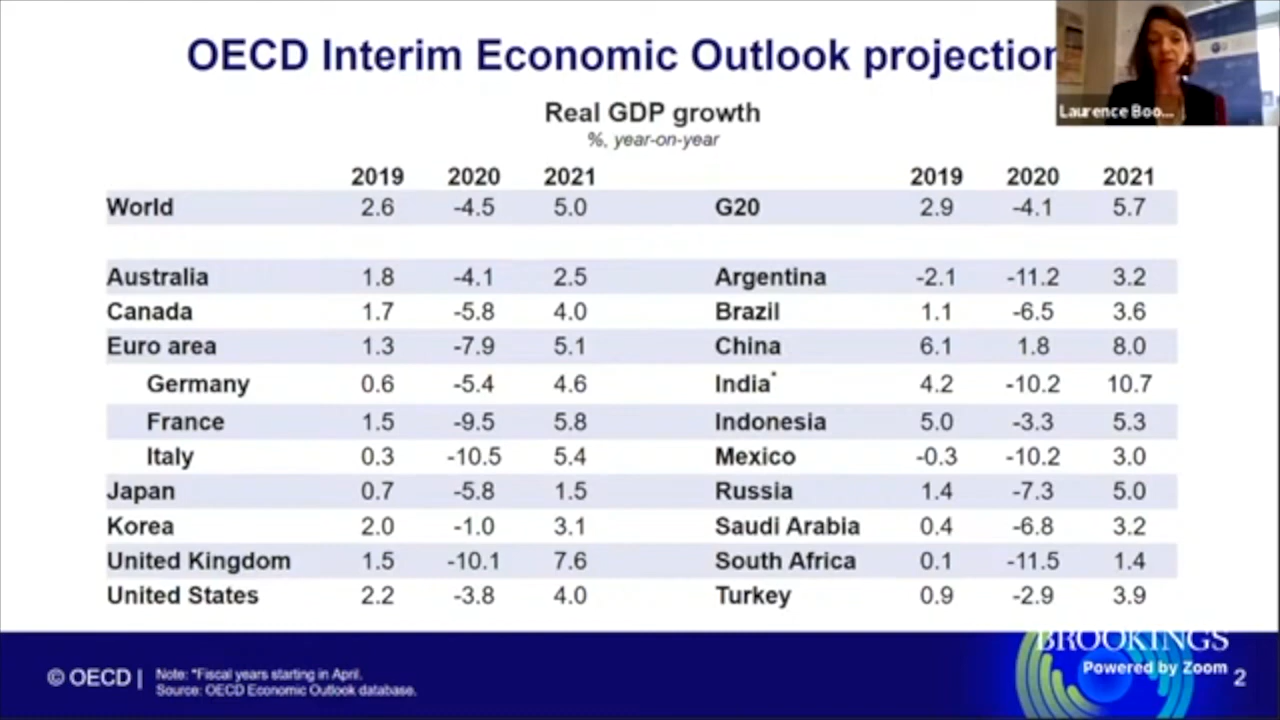 OECD Interim Economic Outlook projection
Laurence Boo...
Real GDP growth
%, year-on-year
2019 2020 2021 2019 2020 2021
World 2.6 -4.5 5.0 G20 2.9 -4.1 5.7
Australia 1.8 -4.1 2.5 Argentina -2.1 -11.2 3.2
Canada 1.7 -5.8 4.0 Brazil 1.1 -6.5 3.6
Euro area 1.3 -7.9 5.1 China 6.1 1.8 8.0
Germany 0.6 -5.4 4.6 India* 4.2 -10.2 10.7
France 1.5 -9.5 5.8 Indonesia 5.0 -3.3 5.3
Italy 0.3 -10.5 5.4 Mexico -0.3 -10.2 3.0
Japan 0.7 -5.8 1.5 Russia 1.4 -7.3 5.0
Korea 2.0 -1.0 3.1 Saudi Arabia 0.4 -6.8 3.2
United Kingdom 1.5 -10.1 7.6 South Africa 0.1 -11.5 1.4
United States 2.2 -3.8 4.0 Turkey 0.9 -2.9 3.9
BROOKINGS
Powered by Zoom
© OECD | Note: *Fiscal years starting in April.
Source: OECD Economic Outlook database.
2